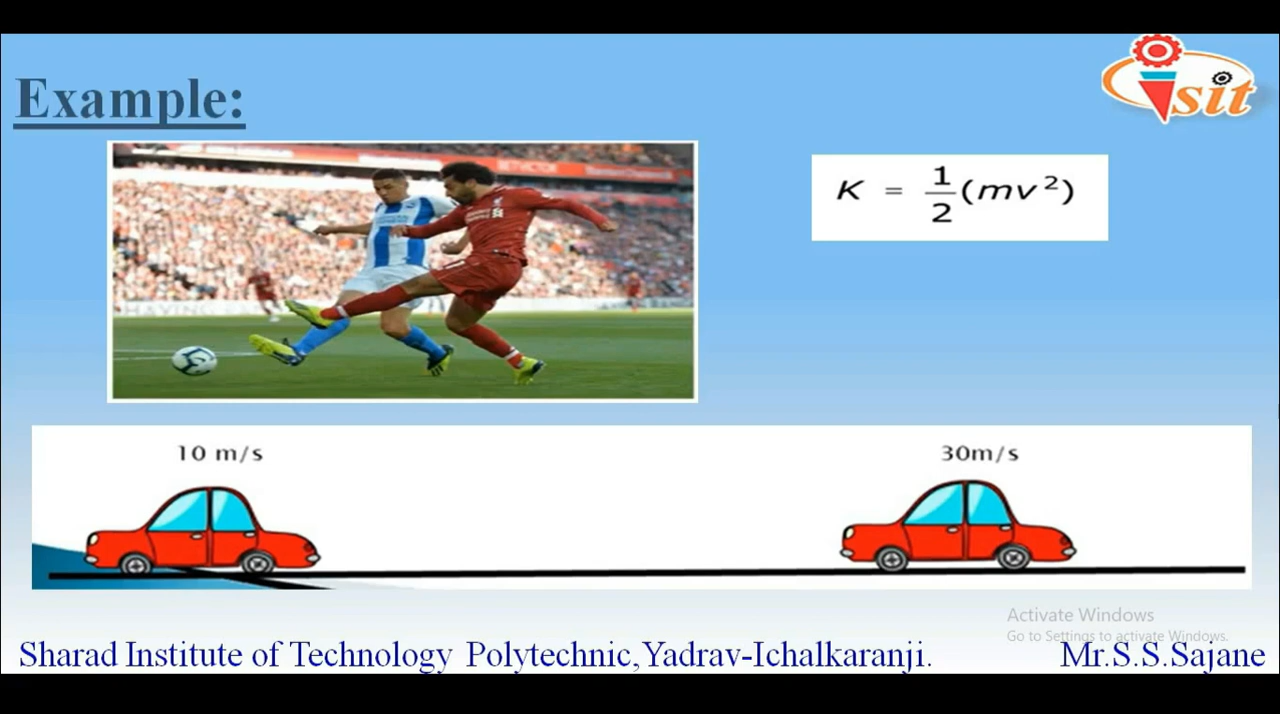 Example:
sit
K = 1/2 (mv²)
10 m/s
30m/s
Activate Windows
Go to Settings to activate Windows.
Sharad Institute of Technology Polytechnic,Yadrav-Ichalkaranji.
Mr.S.S.Sajane